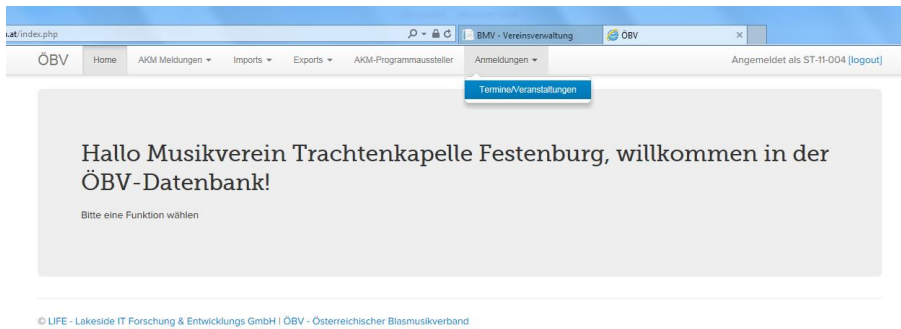 .at/index.php
BMV - Vereinsverwaltung
ÖBV
ÖBV Home AKM Meldungen Imports Exports AKM-Programmaussteller Anmeldungen Angemeldet als ST-11-004 [logout]
Termine/Veranstaltungen
Hallo Musikverein Trachtenkapelle Festenburg, willkommen in der
ÖBV-Datenbank!
Bitte eine Funktion wählen
© LIFE - Lakeside IT Forschung & Entwicklungs GmbH | ÖBV - Österreichischer Blasmusikverband